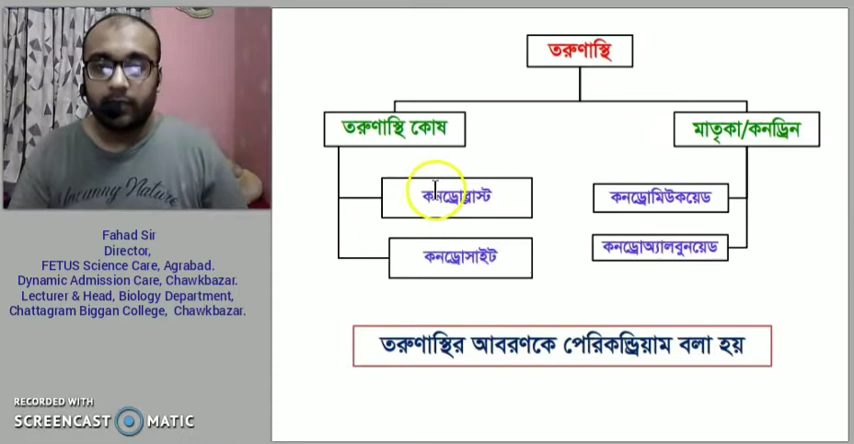 Uncanny Nature
Fahad Sir
Director,
FETUS Science Care, Agrabad.
Dynamic Admission Care, Chawkbazar.
Lecturer & Head, Biology Department,
Chattagram Biggan College, Chawkbazar.
RECORDED WITH
SCREENCAST MATIC
তরুণাস্থি
তরুণাস্থি কোষ
মাতৃকা/কনড্রিন
কনড্রোব্লাস্ট
কনড্রোমিউকয়েড
কনড্রোঅ্যালবুনয়েড
কনড্রোসাইট
তরুণাস্থির আবরণকে পেরিকন্ড্রিয়াম বলা হয়